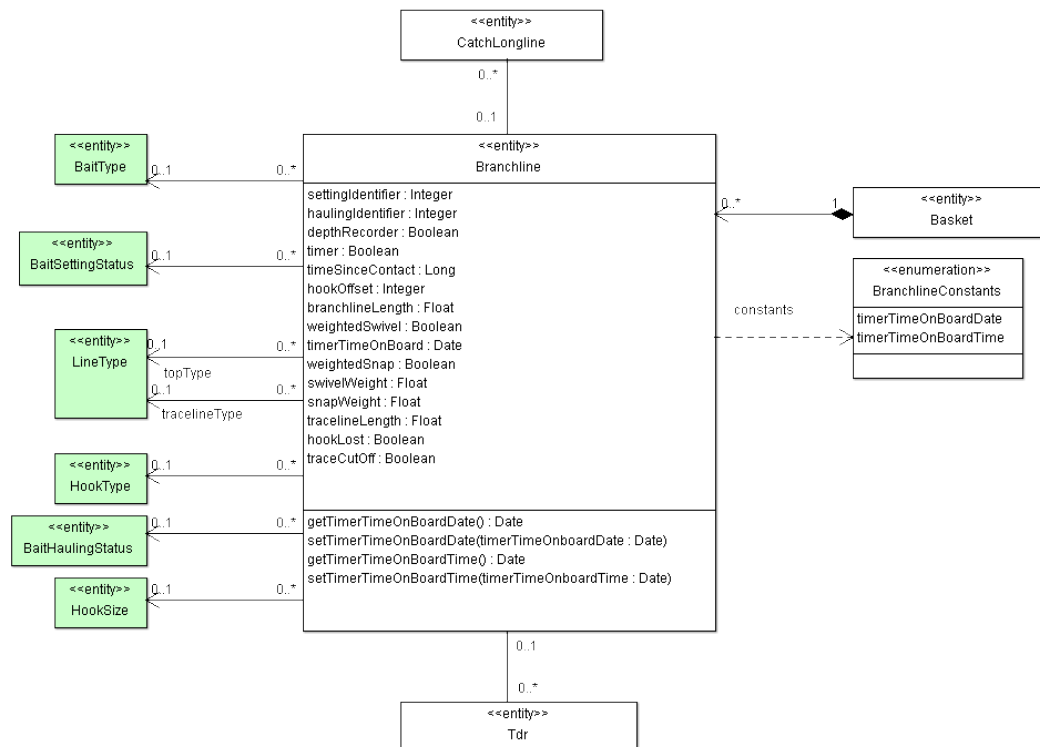 <<entity>>
CatchLongline
0..*
0..1
<<entity>>
BaitType
0..1
0..*
<<entity>>
BaitSettingStatus
0..1
0..*
<<entity>>
LineType
0..1
0..*
topType
0..1
0..*
tracelineType
<<entity>>
HookType
0..1
0..*
<<entity>>
BaitHaulingStatus
0..1
0..*
<<entity>>
HookSize
0..1
0..*
<<entity>>
Branchline
settingIdentifier : Integer
haulingIdentifier : Integer
depthRecorder : Boolean
timer : Boolean
timeSinceContact : Long
hookOffset : Integer
branchlineLength : Float
weightedSwivel : Boolean
timerTimeOnBoard : Date
weightedSnap : Boolean
swivelWeight : Float
snapWeight : Float
tracelineLength : Float
hookLost : Boolean
traceCutOff : Boolean
getTimerTimeOnBoardDate() : Date
setTimerTimeOnBoardDate(timerTimeOnboardDate : Date)
getTimerTimeOnBoardTime() : Date
setTimerTimeOnBoardTime(timerTimeOnboardTime : Date)
0..*
1
<<entity>>
Basket
constants
<<enumeration>>
BranchlineConstants
timerTimeOnBoardDate
timerTimeOnBoardTime
0..1
0..*
<<entity>>
Tdr